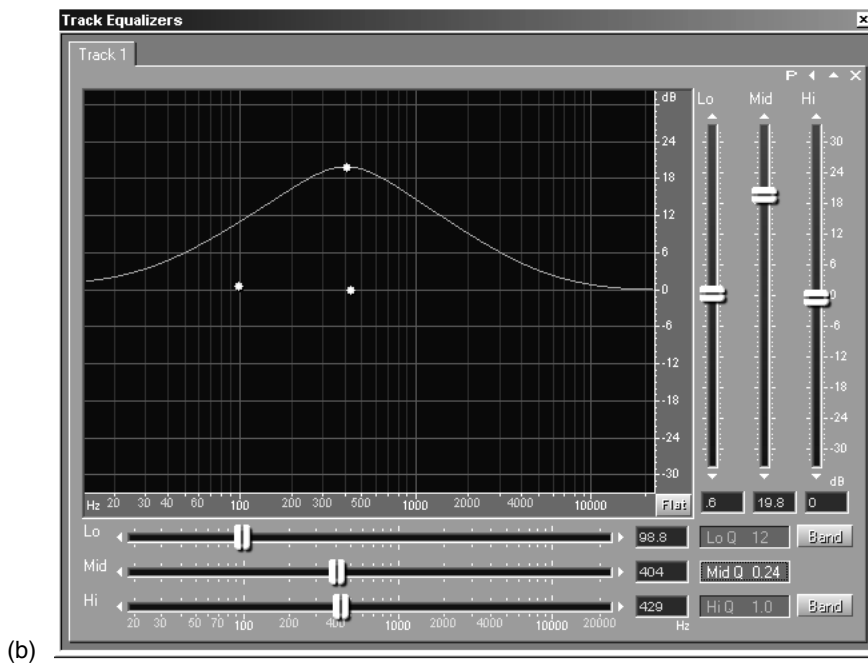 Track Equalizers
Track 1
P
dB
24
18
12
6
0
-6
-12
-18
-24
-30
Hz 20 30 40 60 100 200 300 500 1000 2000 4000 10000
Flat
Lo Mid Hi
30
24
18
12
6
0
-6
-12
-18
-24
-30
dB
.6 19.8 0
Lo 98.8 Lo Q 12 Band
Mid 404 Mid Q 0.24
Hi 429 Hi Q 1.0 Band
20 30 50 70 100 200 400 1000 2000 4000 10000 20000 Hz
(b)